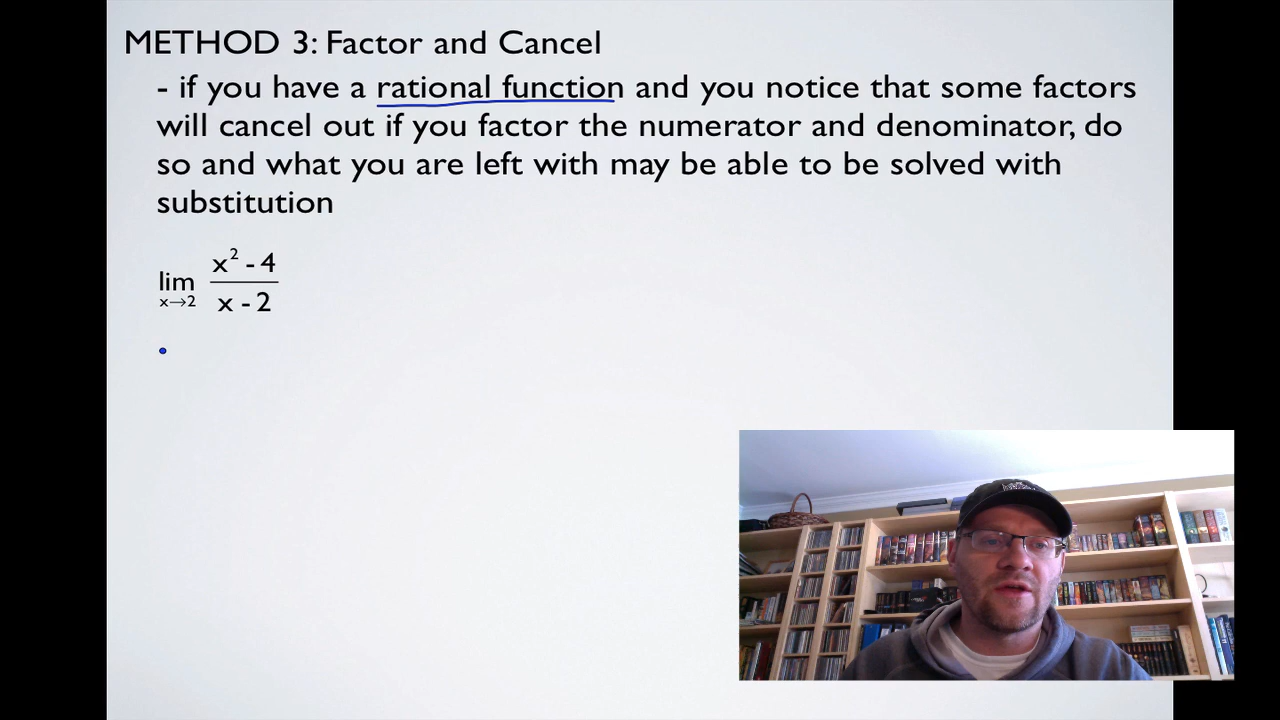 METHOD 3: Factor and Cancel
- if you have a rational function and you notice that some factors
will cancel out if you factor the numerator and denominator, do
so and what you are left with may be able to be solved with
substitution
lim x→2 x² - 4 / x - 2